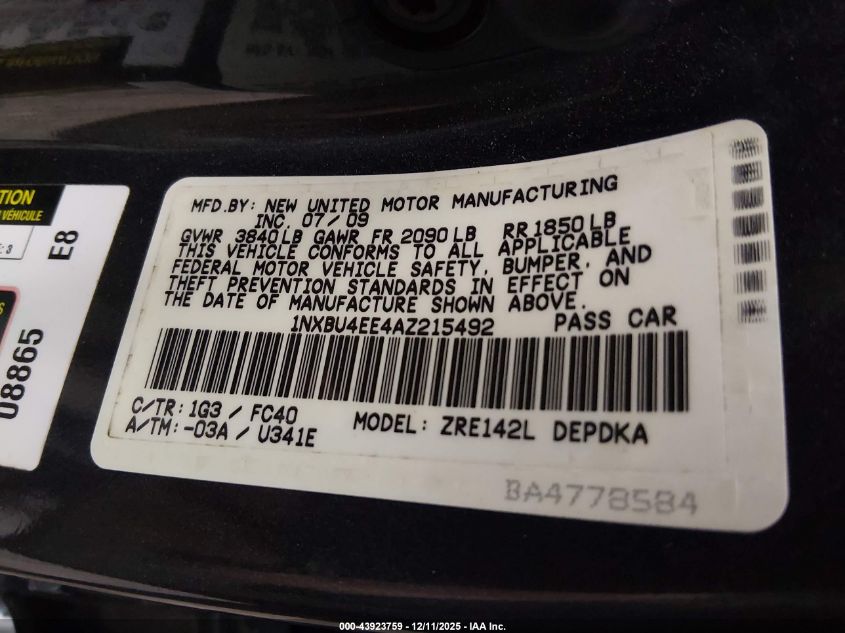 TION
VÉHICULE
E8
08865
MFD.BY: NEW UNITED MOTOR MANUFACTURING
INC. 07/09
GVWR 3840LB GAWR FR 2090LB RR1850LB
THIS VEHICLE CONFORMS TO ALL APPLICABLE
FEDERAL MOTOR VEHICLE SAFETY, BUMPER, AND
THEFT PREVENTION STANDARDS IN EFFECT ON
THE DATE OF MANUFACTURE SHOWN ABOVE.
1NXBU4EE4AZ215492 PASS CAR
C/TR: 1G3 / FC40
A/TM: -03A / U341E
MODEL: ZRE142L DEPDKA
BA4778584
000-43923759 - 12/11/2025 - IAA Inc.